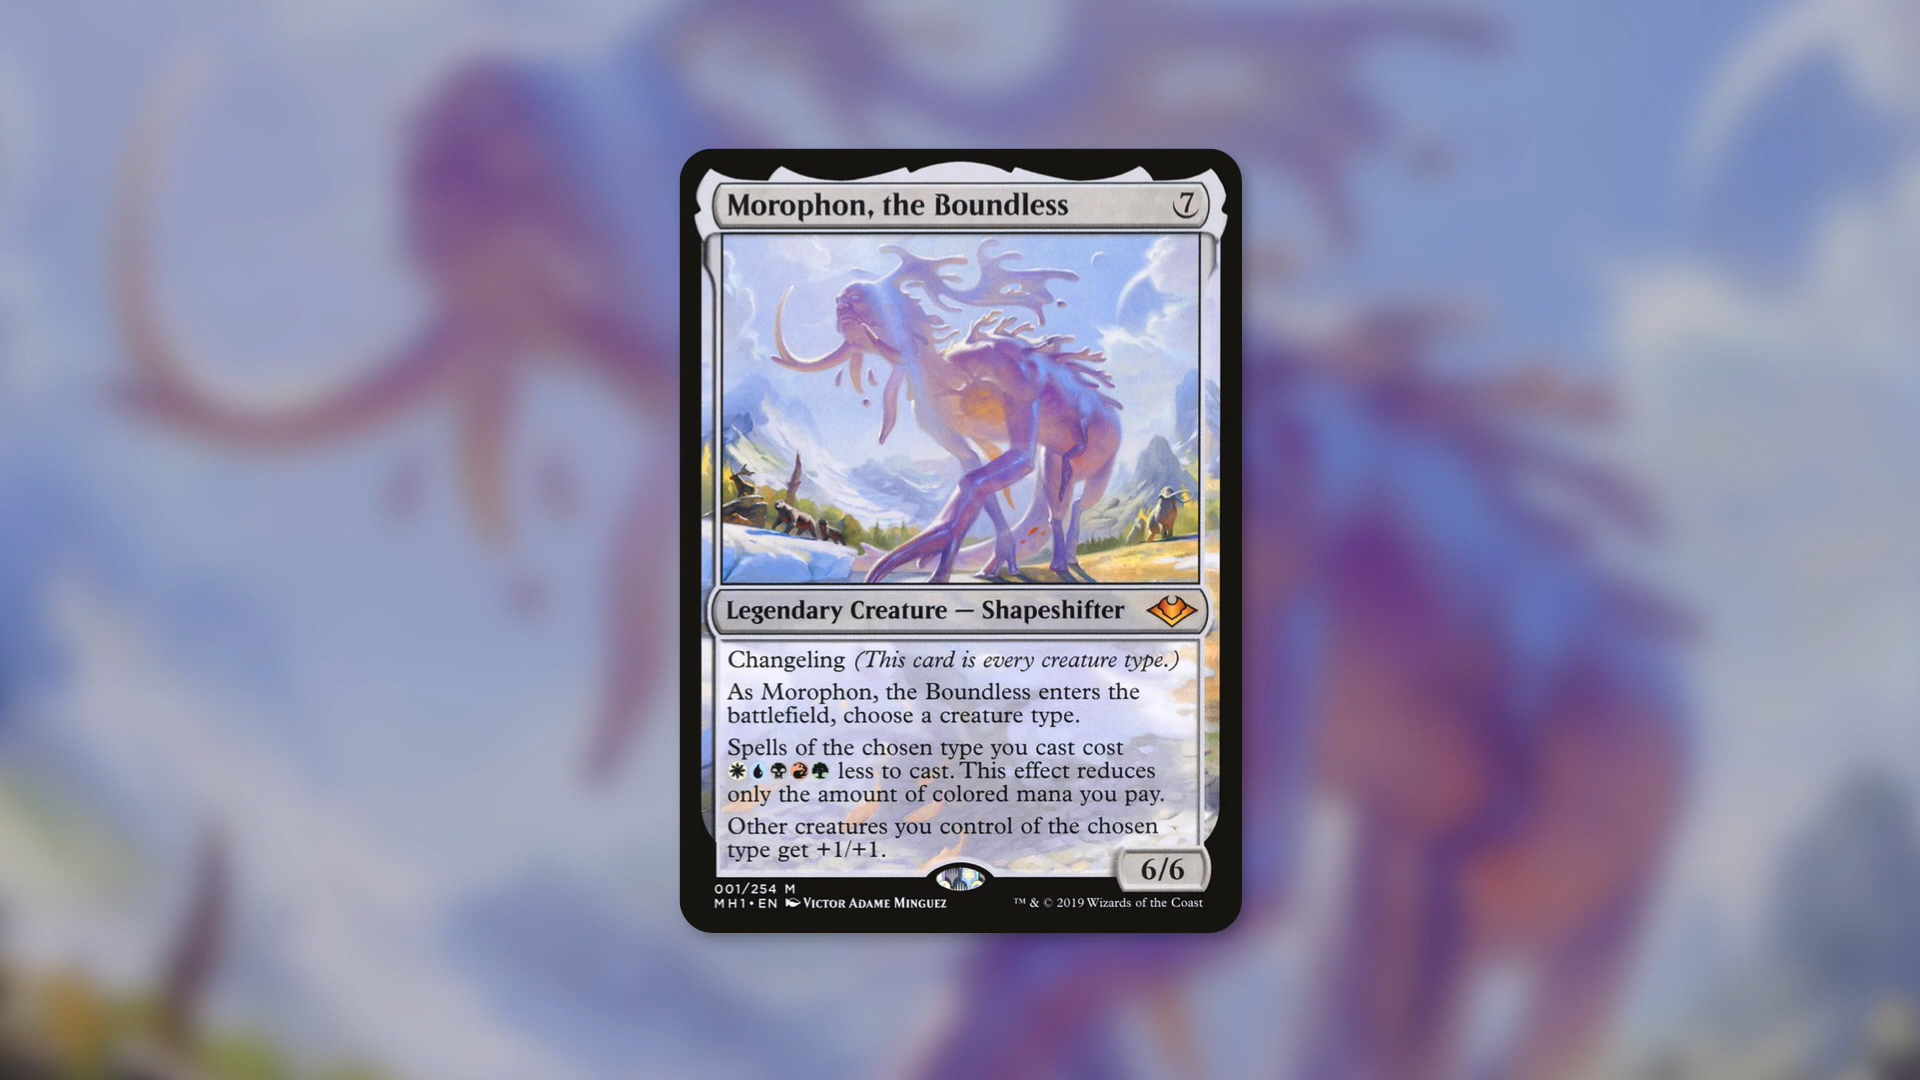 Morophon, the Boundless 7
Legendary Creature — Shapeshifter
Changeling (This card is every creature type.)
As Morophon, the Boundless enters the
battlefield, choose a creature type.
Spells of the chosen type you cast cost
less to cast. This effect reduces
only the amount of colored mana you pay.
Other creatures you control of the chosen
type get +1/+1.
6/6
001/254 M
MH1•EN Victor Adame Minguez
™ & © 2019 Wizards of the Coast